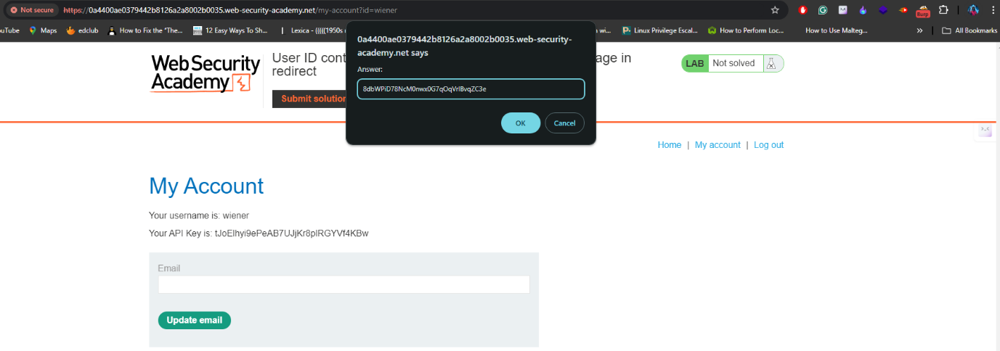 Not secure https://0a4400ae0379442b8126a2a8002b0035.web-security-academy.net/my-account?id=wiener
Burp
uTube Maps edclub How to Fix the "The... 12 Easy Ways To Sh... Lexica - (((((1950s Linux Privilege Escal... How to Perform Loc... How to Use Malteg... » All Bookmarks
0a4400ae0379442b8126a2a8002b0035.web-security-
academy.net says
Answer:
8dbWPiD78NcM0nwx0G7qOqVrIBvqZC3e
OK Cancel
Web Security
Academy
User ID cont
age in
redirect
Submit solution
LAB Not solved
Home | My account | Log out
My Account
Your username is: wiener
Your API Key is: tJoElhyi9ePeAB7UJjKr8plRGYVf4KBw
Email
Update email